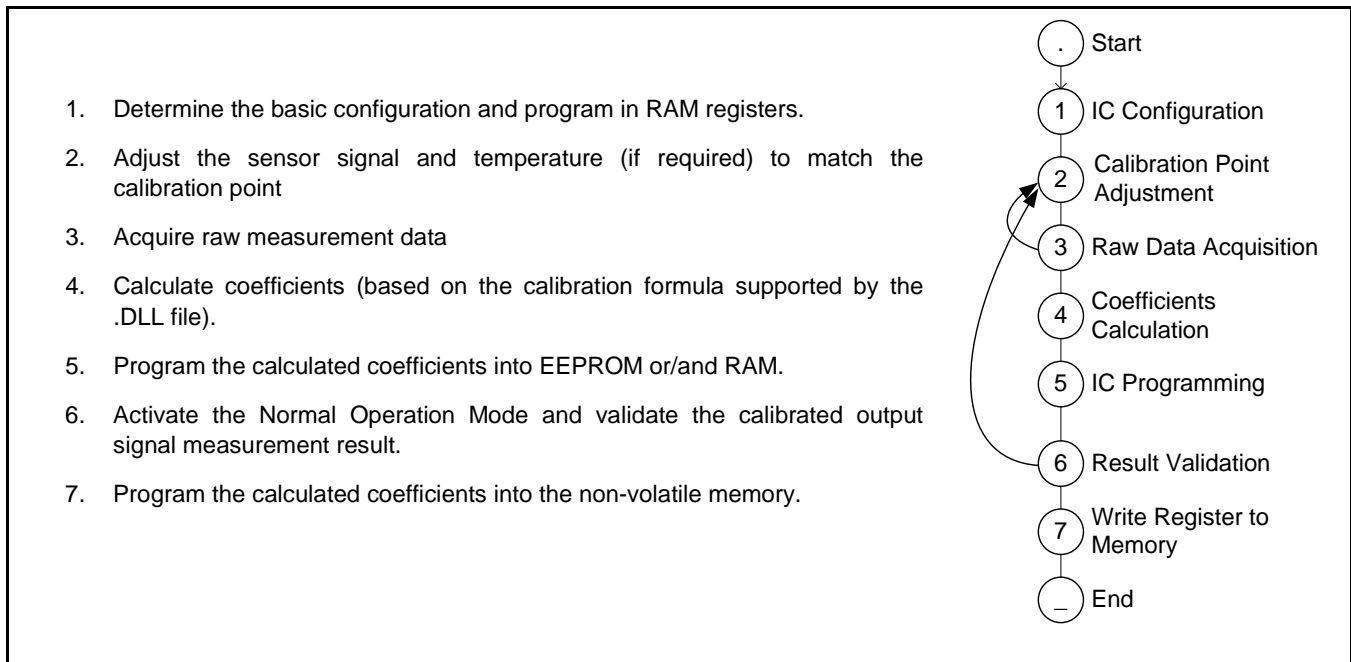 1. Determine the basic configuration and program in RAM registers.
2. Adjust the sensor signal and temperature (if required) to match the
calibration point
3. Acquire raw measurement data
4. Calculate coefficients (based on the calibration formula supported by the
.DLL file).
5. Program the calculated coefficients into EEPROM or/and RAM.
6. Activate the Normal Operation Mode and validate the calibrated output
signal measurement result.
7. Program the calculated coefficients into the non-volatile memory.
. Start
1 IC Configuration
2 Calibration Point
Adjustment
3 Raw Data Acquisition
4 Coefficients
Calculation
5 IC Programming
6 Result Validation
7 Write Register to
Memory
_ End